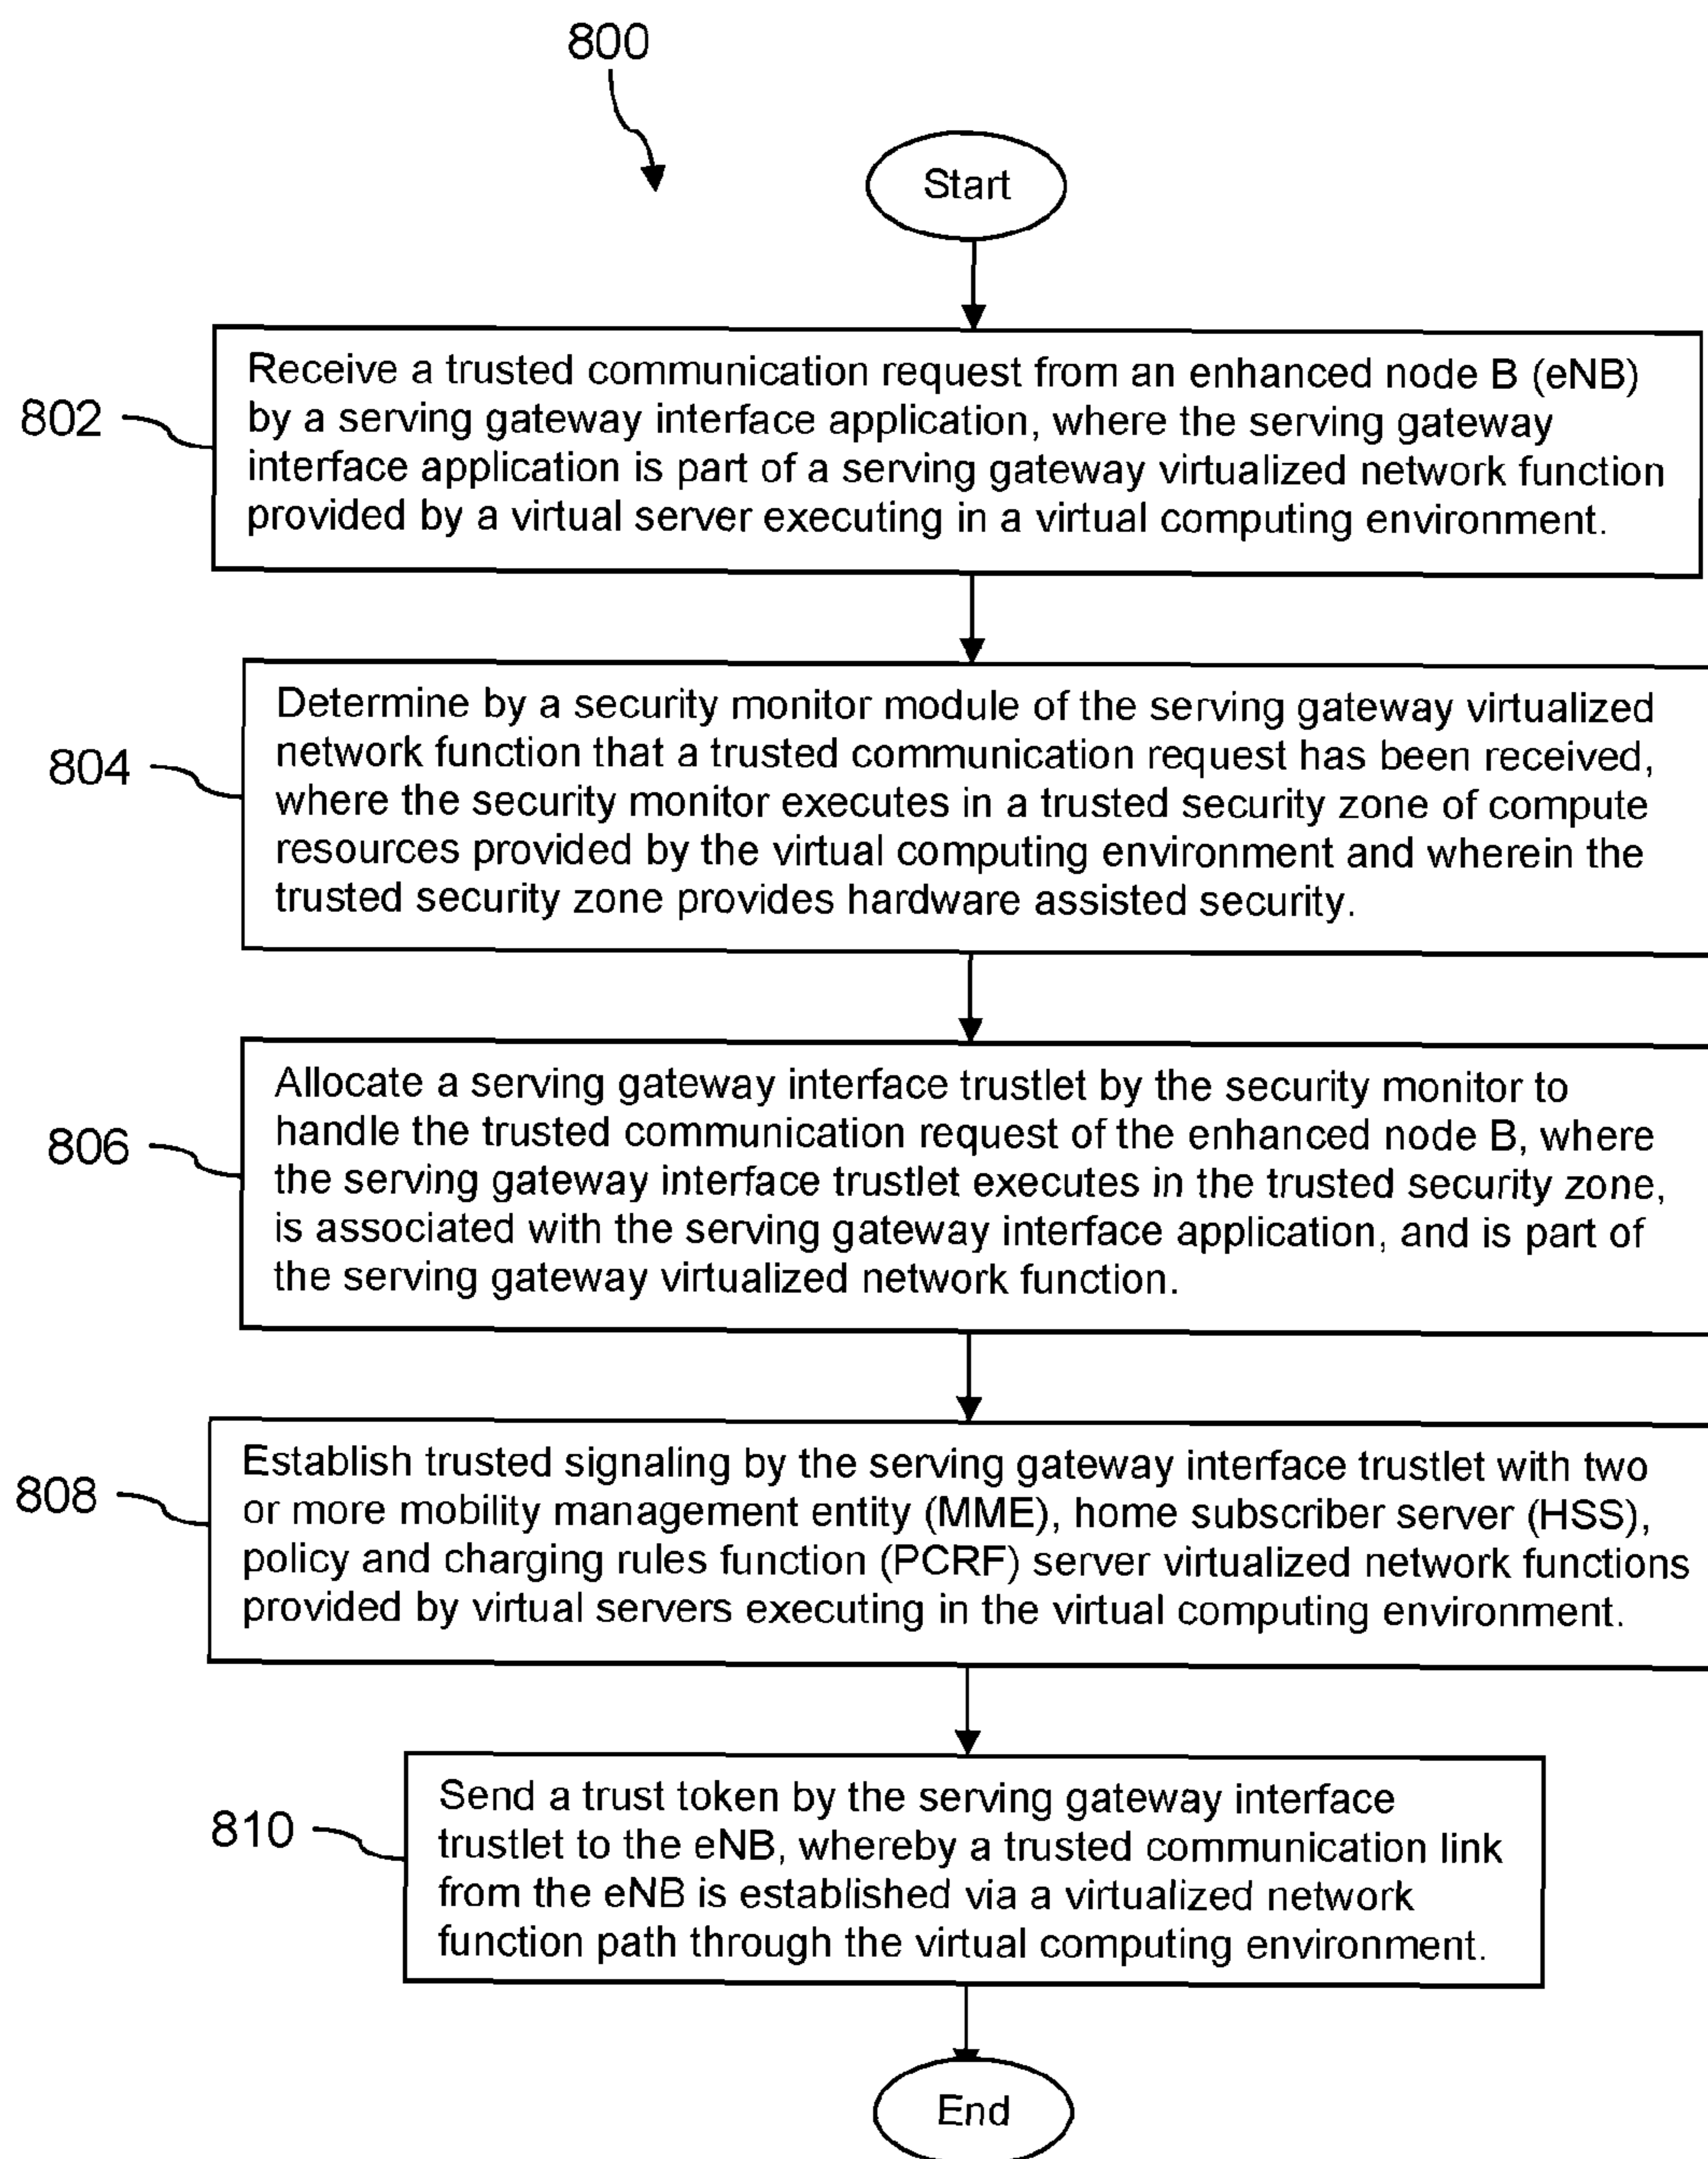 800
Start
802
Receive a trusted communication request from an enhanced node B (eNB)
by a serving gateway interface application, where the serving gateway
interface application is part of a serving gateway virtualized network function
provided by a virtual server executing in a virtual computing environment.
804
Determine by a security monitor module of the serving gateway virtualized
network function that a trusted communication request has been received,
where the security monitor executes in a trusted security zone of compute
resources provided by the virtual computing environment and wherein the
trusted security zone provides hardware assisted security.
806
Allocate a serving gateway interface trustlet by the security monitor to
handle the trusted communication request of the enhanced node B, where
the serving gateway interface trustlet executes in the trusted security zone,
is associated with the serving gateway interface application, and is part of
the serving gateway virtualized network function.
808
Establish trusted signaling by the serving gateway interface trustlet with two
or more mobility management entity (MME), home subscriber server (HSS),
policy and charging rules function (PCRF) server virtualized network functions
provided by virtual servers executing in the virtual computing environment.
810
Send a trust token by the serving gateway interface
trustlet to the eNB, whereby a trusted communication link
from the eNB is established via a virtualized network
function path through the virtual computing environment.
End